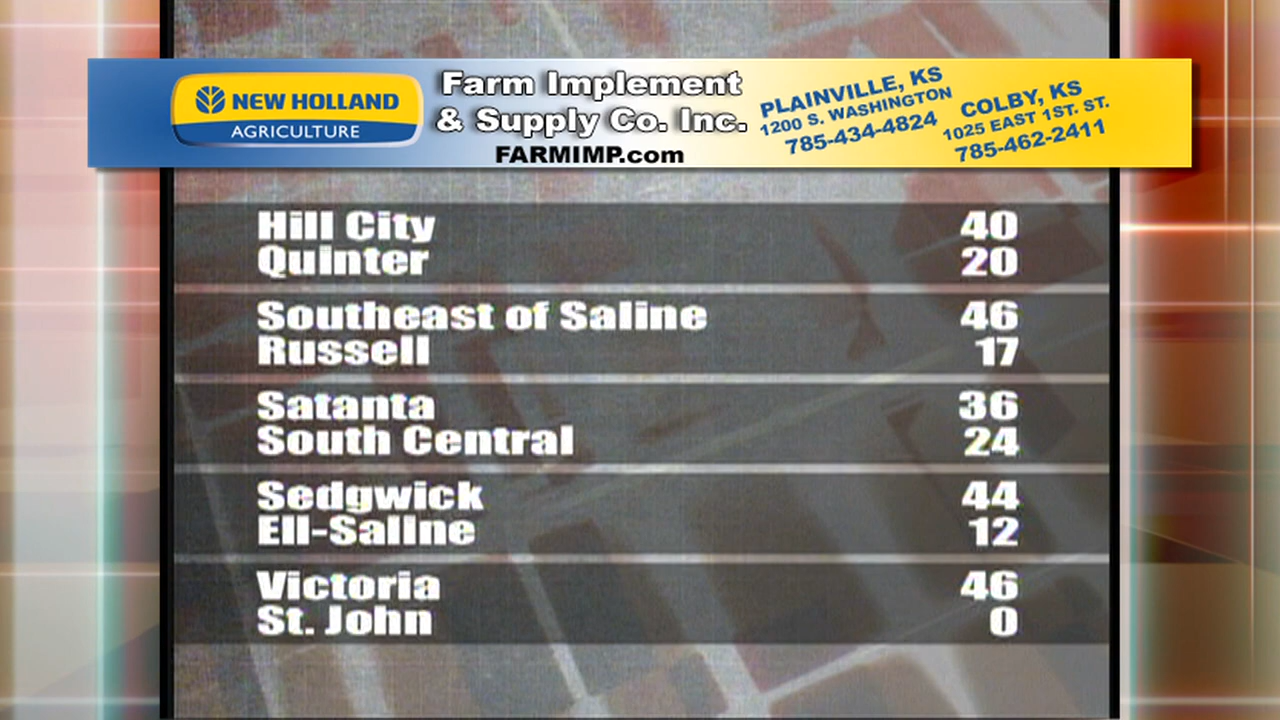 NEW HOLLAND
AGRICULTURE
Farm Implement
& Supply Co. Inc.
FARMIMP.com
PLAINVILLE, KS
1200 S. WASHINGTON
785-434-4824
COLBY, KS
1025 EAST 1ST. ST.
785-462-2411
Hill City 40
Quinter 20
Southeast of Saline 46
Russell 17
Satanta 36
South Central 24
Sedgwick 44
Ell-Saline 12
Victoria 46
St. John 0